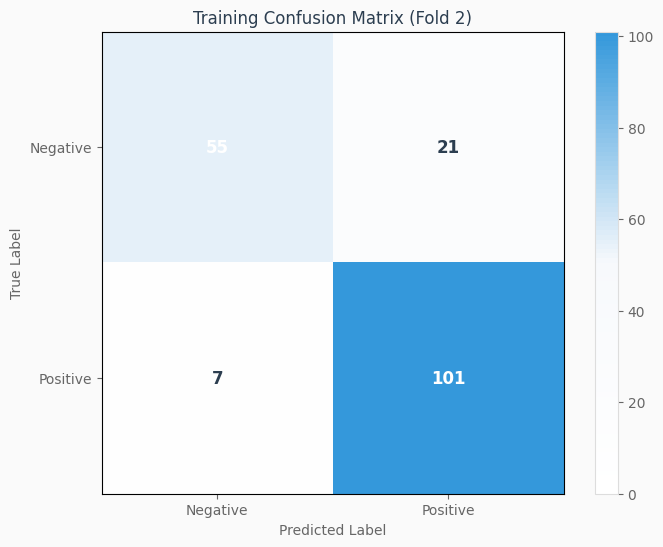 Training Confusion Matrix (Fold 2)
True Label
Negative
55
21
Positive
7
101
Negative
Positive
Predicted Label
100
80
60
40
20
0